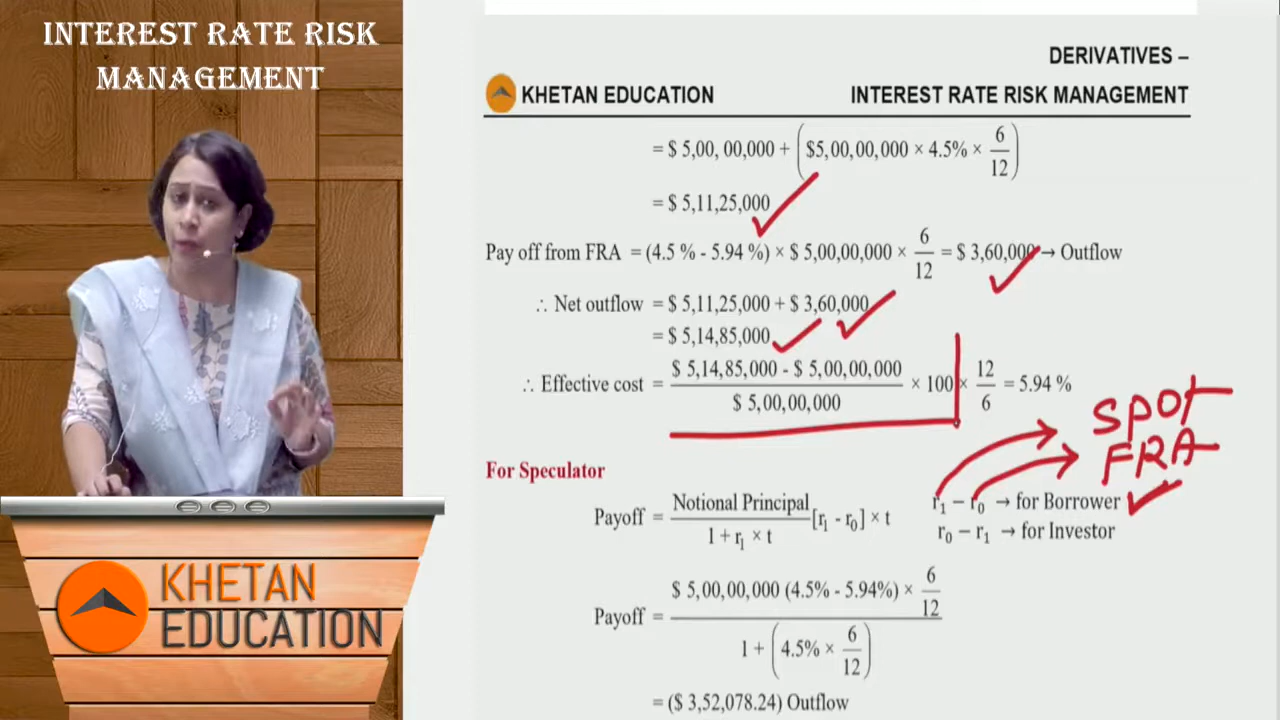 INTEREST RATE RISK
MANAGEMENT
DERIVATIVES –
KHETAN EDUCATION INTEREST RATE RISK MANAGEMENT
= $ 5,00, 00,000 + ($5,00,00,000 × 4.5% × 6/12)
= $ 5,11,25,000
Pay off from FRA = (4.5 % - 5.94 %) × $ 5,00,00,000 × 6/12 = $ 3,60,000 → Outflow
∴ Net outflow = $ 5,11,25,000 + $ 3,60,000
= $ 5,14,85,000
∴ Effective cost = $ 5,14,85,000 - $ 5,00,00,000 / $ 5,00,00,000 × 100 × 12/6 = 5.94 %
SPOT
FRA
For Speculator
Payoff = Notional Principal / 1 + r₁ × t [r₁ - r₀] × t
r₁ – r₀ → for Borrower
r₀ – r₁ → for Investor
Payoff = $ 5,00,00,000 (4.5% - 5.94%) × 6/12 / 1 + (4.5% × 6/12)
= ($ 3,52,078.24) Outflow
KHETAN
EDUCATION